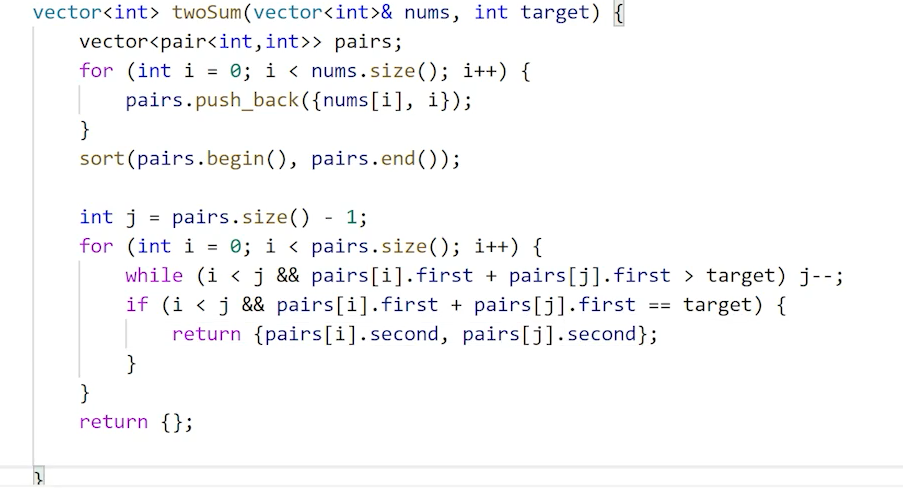 vector<int> twoSum(vector<int>& nums, int target) {
    vector<pair<int,int>> pairs;
    for (int i = 0; i < nums.size(); i++) {
        pairs.push_back({nums[i], i});
    }
    sort(pairs.begin(), pairs.end());
    int j = pairs.size() - 1;
    for (int i = 0; i < pairs.size(); i++) {
        while (i < j && pairs[i].first + pairs[j].first > target) j--;
        if (i < j && pairs[i].first + pairs[j].first == target) {
            return {pairs[i].second, pairs[j].second};
        }
    }
    return {};
}